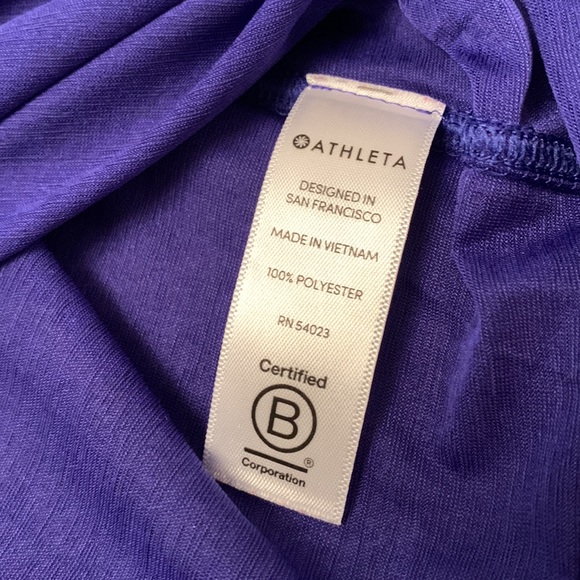 ATHLETA
DESIGNED IN
SAN FRANCISCO
MADE IN VIETNAM
100% POLYESTER
RN 54023
Certified
B
®
Corporation